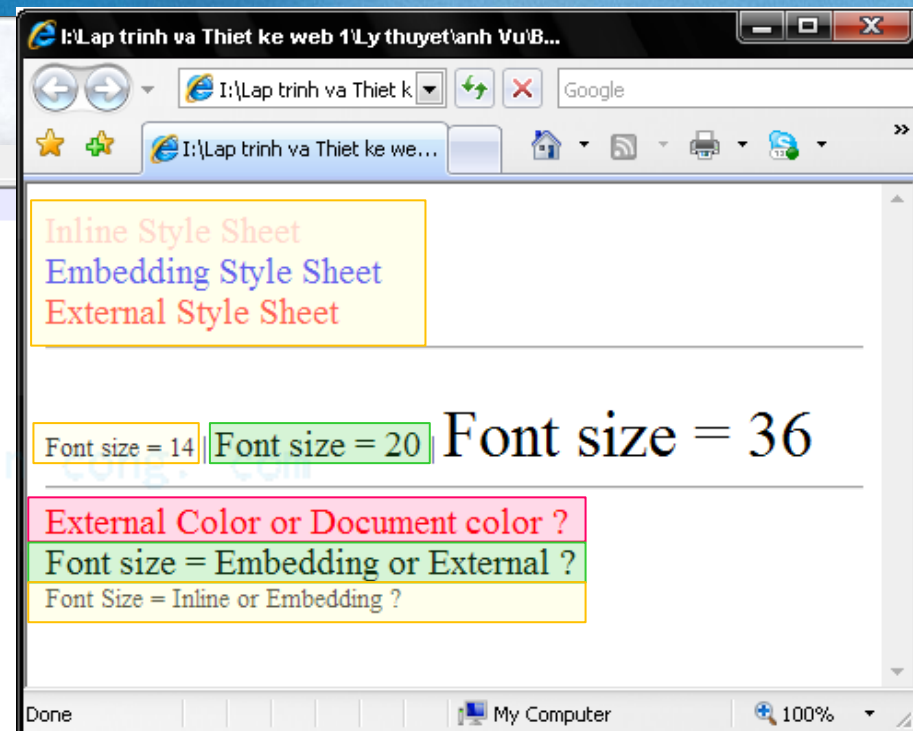 I:\Lap trinh va Thiet ke web 1\Ly thuyet\anh Vu\B...
I:\Lap trinh va Thiet k
Google
I:\Lap trinh va Thiet ke we...
»
Inline Style Sheet
Embedding Style Sheet
External Style Sheet
Font size = 14 | Font size = 20 | Font size = 36
External Color or Document color ?
Font size = Embedding or External ?
Font Size = Inline or Embedding ?
Done
My Computer
100%